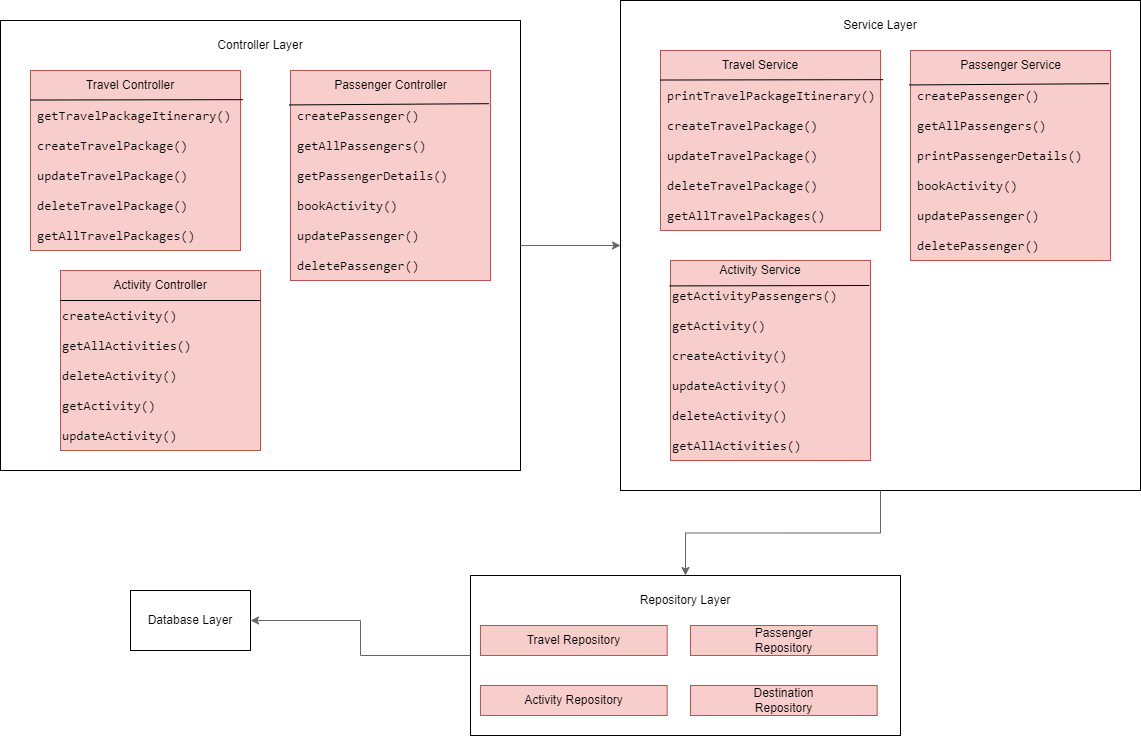 Controller Layer
Travel Controller
getTravelPackageItinerary()
createTravelPackage()
updateTravelPackage()
deleteTravelPackage()
getAllTravelPackages()
Passenger Controller
createPassenger()
getAllPassengers()
getPassengerDetails()
bookActivity()
updatePassenger()
deletePassenger()
Activity Controller
createActivity()
getAllActivities()
deleteActivity()
getActivity()
updateActivity()
Service Layer
Travel Service
printTravelPackageItinerary()
createTravelPackage()
updateTravelPackage()
deleteTravelPackage()
getAllTravelPackages()
Passenger Service
createPassenger()
getAllPassengers()
printPassengerDetails()
bookActivity()
updatePassenger()
deletePassenger()
Activity Service
getActivityPassengers()
getActivity()
createActivity()
updateActivity()
deleteActivity()
getAllActivities()
Repository Layer
Travel Repository
Passenger
Repository
Activity Repository
Destination
Repository
Database Layer